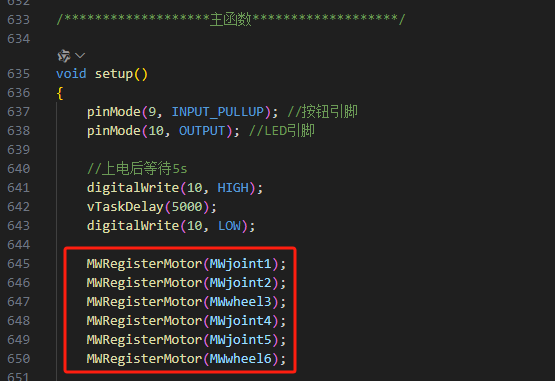 632
633 /*******************主函数*******************/
634
635 void setup()
636 {
637 pinMode(9, INPUT_PULLUP); //按钮引脚
638 pinMode(10, OUTPUT); //LED引脚
639
640 //上电后等待5s
641 digitalWrite(10, HIGH);
642 vTaskDelay(5000);
643 digitalWrite(10, LOW);
644
645 MWRegisterMotor(MWjoint1);
646 MWRegisterMotor(MWjoint2);
647 MWRegisterMotor(MWwheel3);
648 MWRegisterMotor(MWjoint4);
649 MWRegisterMotor(MWjoint5);
650 MWRegisterMotor(MWwheel6);
651